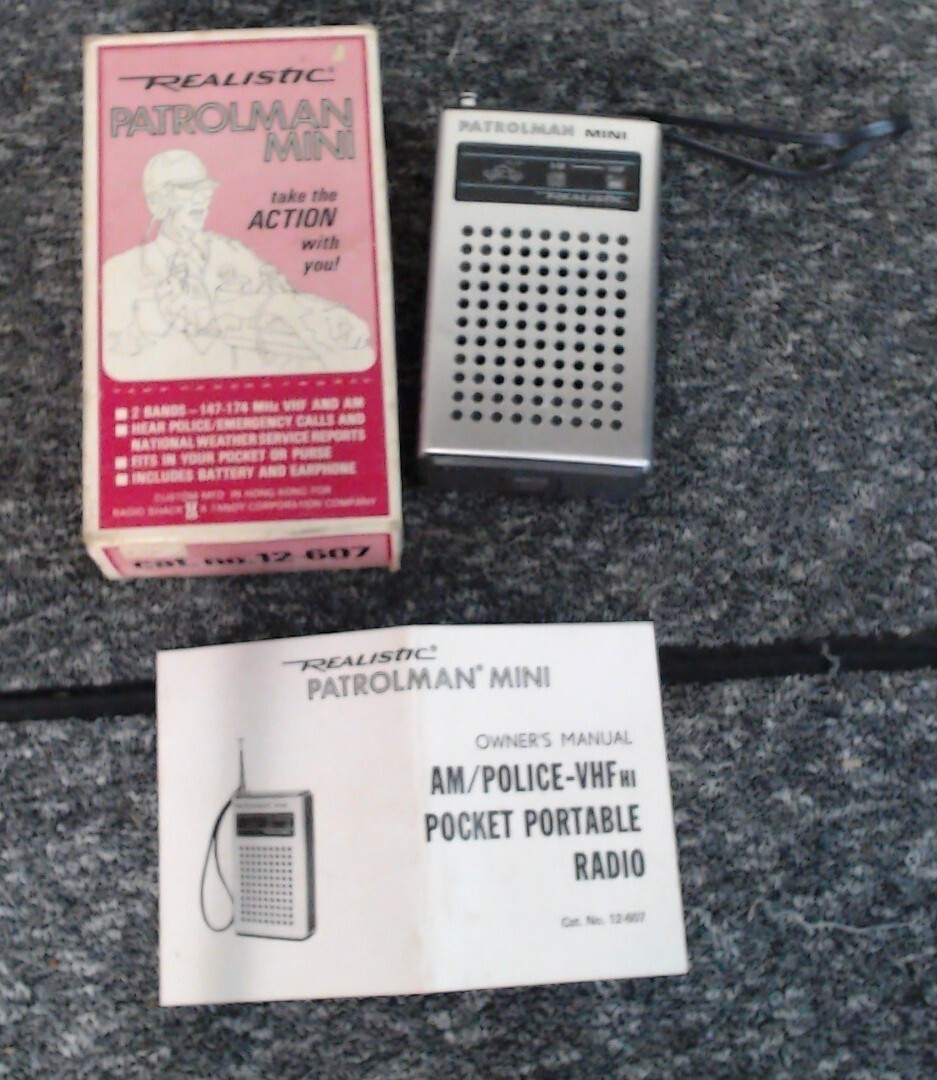 REALISTIC®
PATROLMAN
MINI
take the
ACTION
with
you!
2 BANDS – 147-174 MHz VHF AND AM
HEAR POLICE/EMERGENCY CALLS AND
NATIONAL WEATHER SERVICE REPORTS
FITS IN YOUR POCKET OR PURSE
INCLUDES BATTERY AND EARPHONE
CUSTOM MFD IN HONG KONG FOR
RADIO SHACK A TANDY CORPORATION COMPANY
cat. no. 12-607
PATROLMAN MINI
REALISTIC
REALISTIC®
PATROLMAN® MINI
OWNER'S MANUAL
AM/POLICE-VHF HI
POCKET PORTABLE
RADIO
Cat. No. 12-607